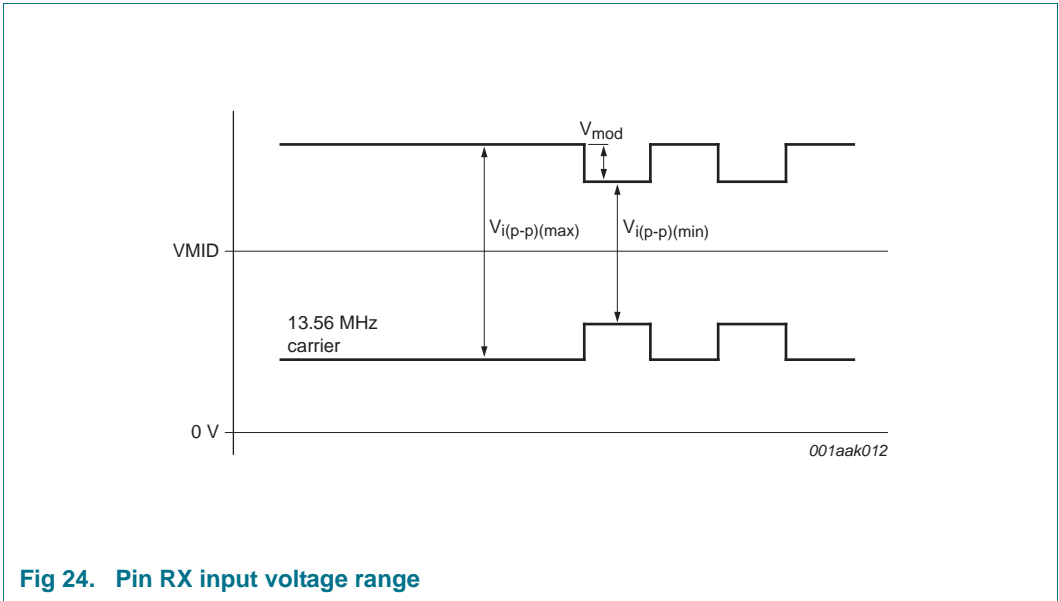 Vmod
Vi(p-p)(max)
Vi(p-p)(min)
VMID
13.56 MHz
carrier
0 V
001aak012
Fig 24. Pin RX input voltage range